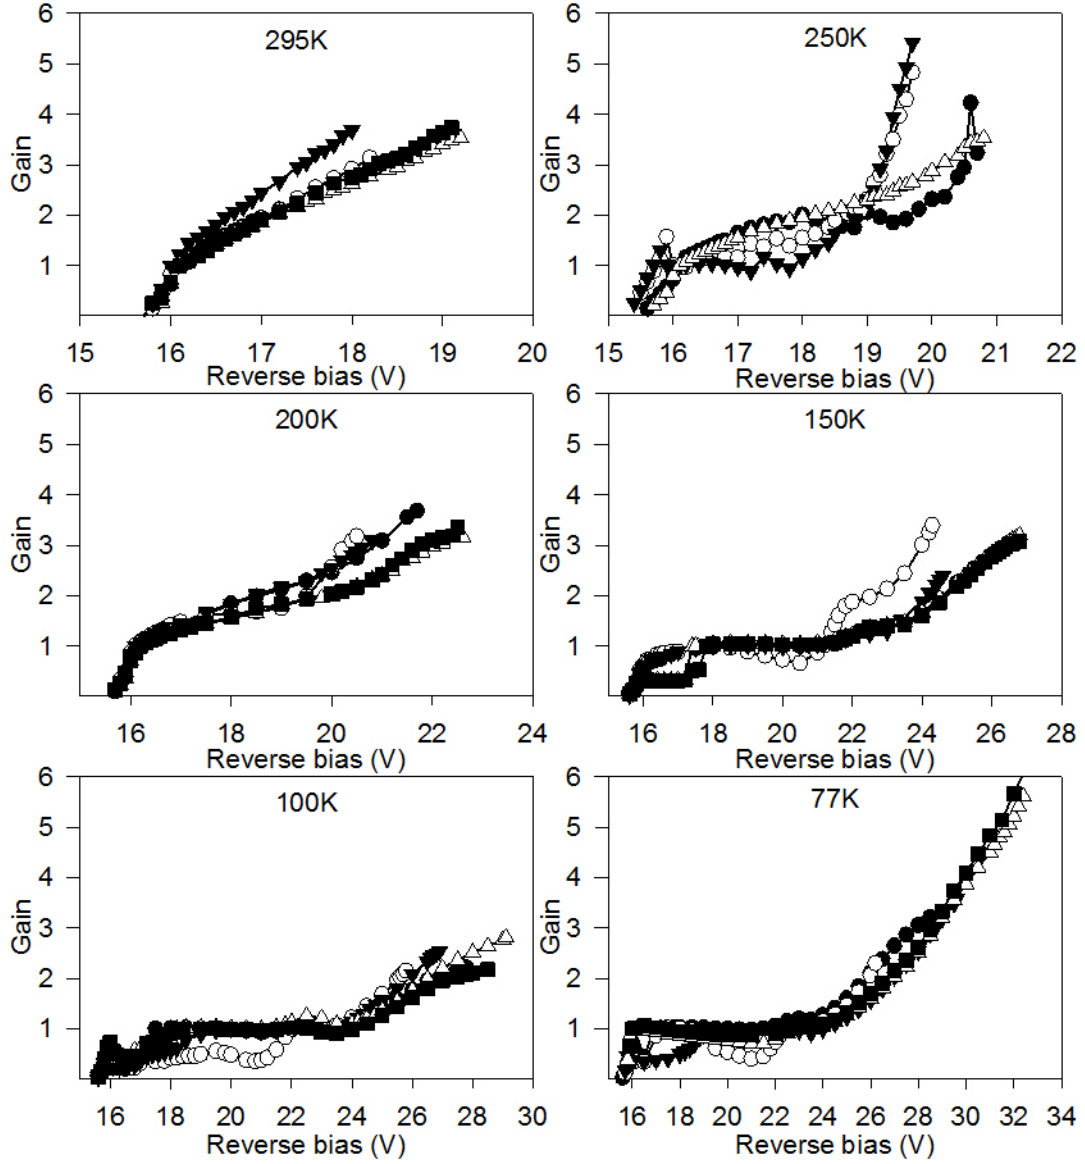 6 295K 6 250K
5 5
4 4
Gain 3 Gain 3
2 2
1 1
15 16 17 18 19 20 15 16 17 18 19 20 21 22
Reverse bias (V) Reverse bias (V)
6 200K 6 150K
5 5
4 4
Gain 3 Gain 3
2 2
1 1
16 18 20 22 24 16 18 20 22 24 26 28
Reverse bias (V) Reverse bias (V)
6 100K 6 77K
5 5
4 4
Gain 3 Gain 3
2 2
1 1
16 18 20 22 24 26 28 30 16 18 20 22 24 26 28 30 32 34
Reverse bias (V) Reverse bias (V)